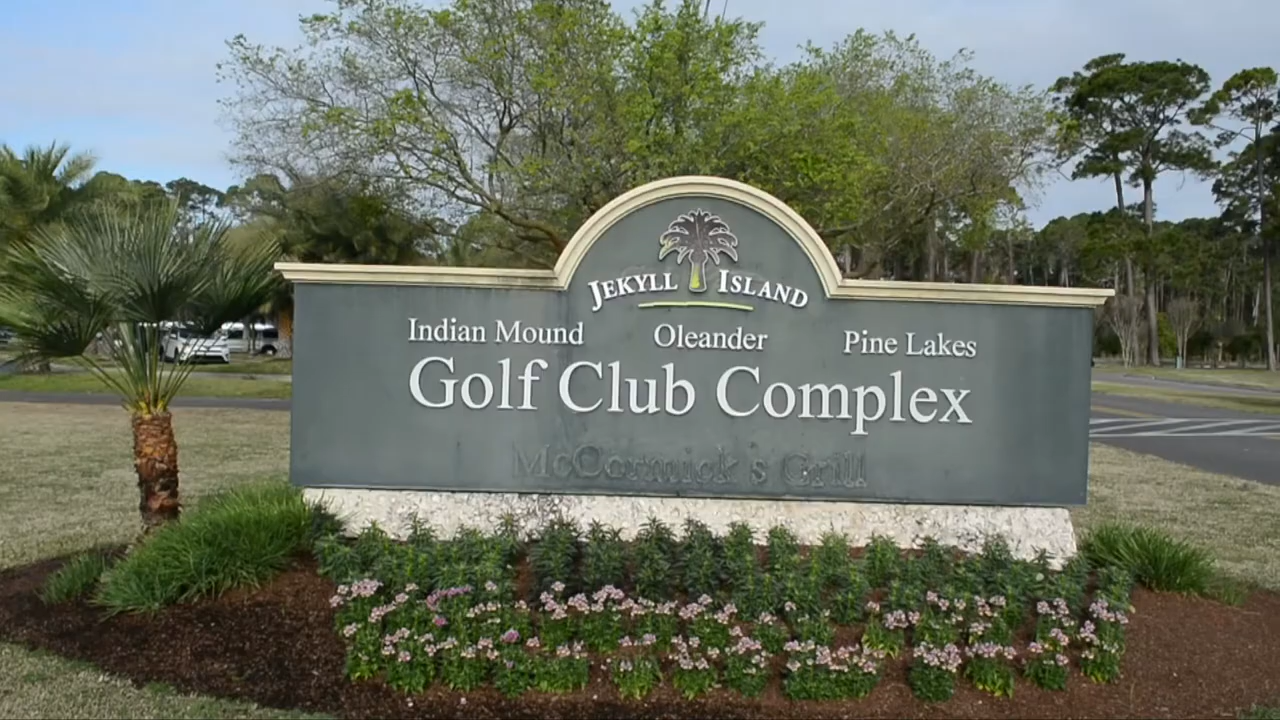 JEKYLL ISLAND
Indian Mound Oleander Pine Lakes
Golf Club Complex
McCormick's Grill